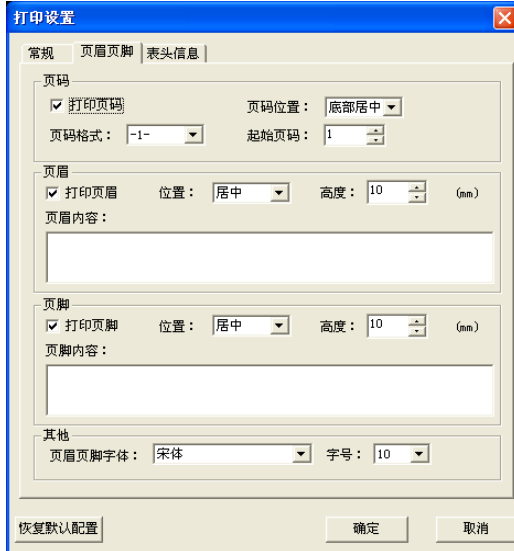 打印设置
常规 页眉页脚 表头信息
页码
打印页码 页码位置： 底部居中
页码格式： -1- 起始页码： 1
页眉
打印页眉 位置： 居中 高度： 10 (mm)
页眉内容：
页脚
打印页脚 位置： 居中 高度： 10 (mm)
页脚内容：
其他
页眉页脚字体： 宋体 字号： 10
恢复默认配置 确定 取消